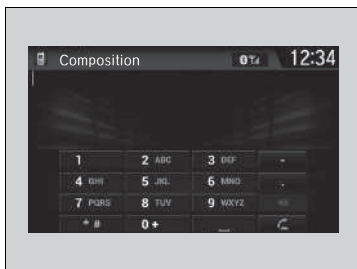 Composition 12:34
1 2 ABC 3 DEF -
4 GHI 5 JKL 6 MNO .
7 PQRS 8 TUV 9 WXYZ
* # 0 + _